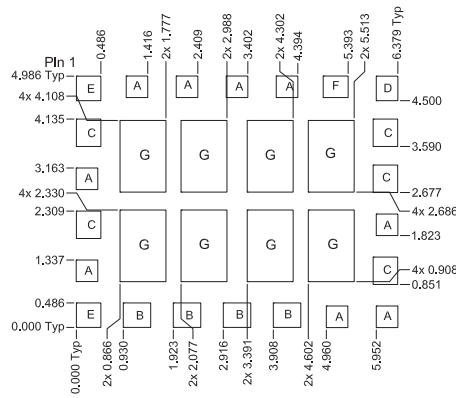 0.486
1.416
2x 1.777
2.409
2x 2.988
3.402
2x 4.302
4.394
5.393
2x 5.513
6.379 Typ
PIn 1
4.986 Typ
E
A
A
A
A
F
D
4.500
4x 4.108
4.135
C
G
G
G
G
C
3.590
3.163
A
C
2.677
4x 2.330
4x 2.686
2.309
C
G
G
G
G
A
1.823
1.337
A
C
4x 0.908
0.851
0.486
E
B
B
B
B
A
A
0.000 Typ
0.000 Typ
2x 0.866
0.930
1.923
2x 2.077
2.916
2x 3.391
3.908
2x 4.602
4.960
5.952